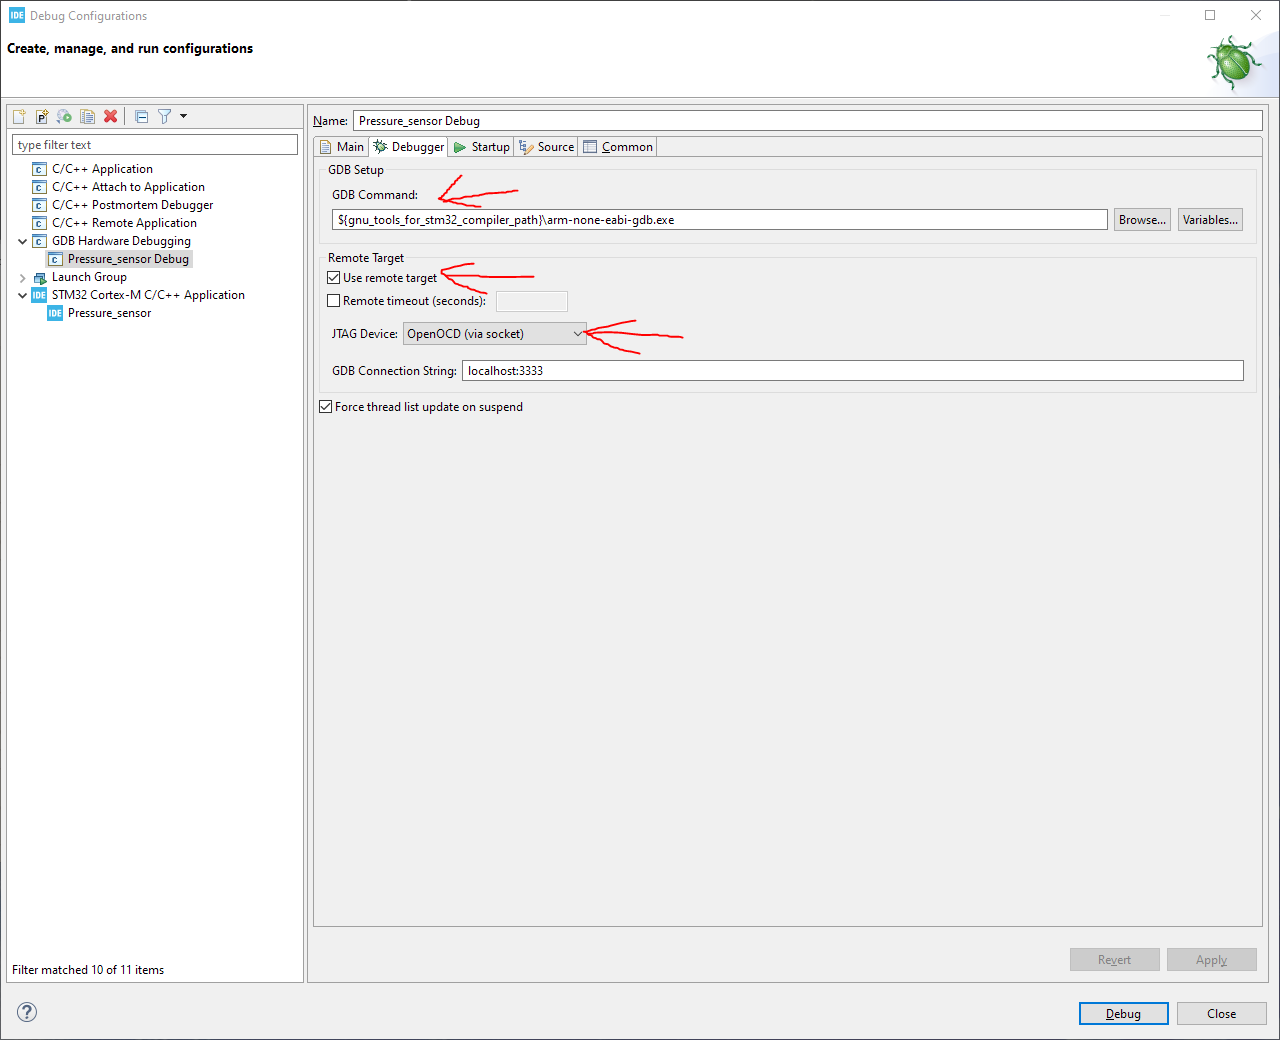 IDE Debug Configurations
Create, manage, and run configurations
type filter text
C/C++ Application
C/C++ Attach to Application
C/C++ Postmortem Debugger
C/C++ Remote Application
GDB Hardware Debugging
Pressure_sensor Debug
Launch Group
IDE STM32 Cortex-M C/C++ Application
IDE Pressure_sensor
Filter matched 10 of 11 items
Name: Pressure_sensor Debug
Main Debugger Startup Source Common
GDB Setup
GDB Command:
${gnu_tools_for_stm32_compiler_path}\arm-none-eabi-gdb.exe Browse... Variables...
Remote Target
Use remote target
Remote timeout (seconds):
JTAG Device: OpenOCD (via socket)
GDB Connection String: localhost:3333
Force thread list update on suspend
Revert Apply
? Debug Close